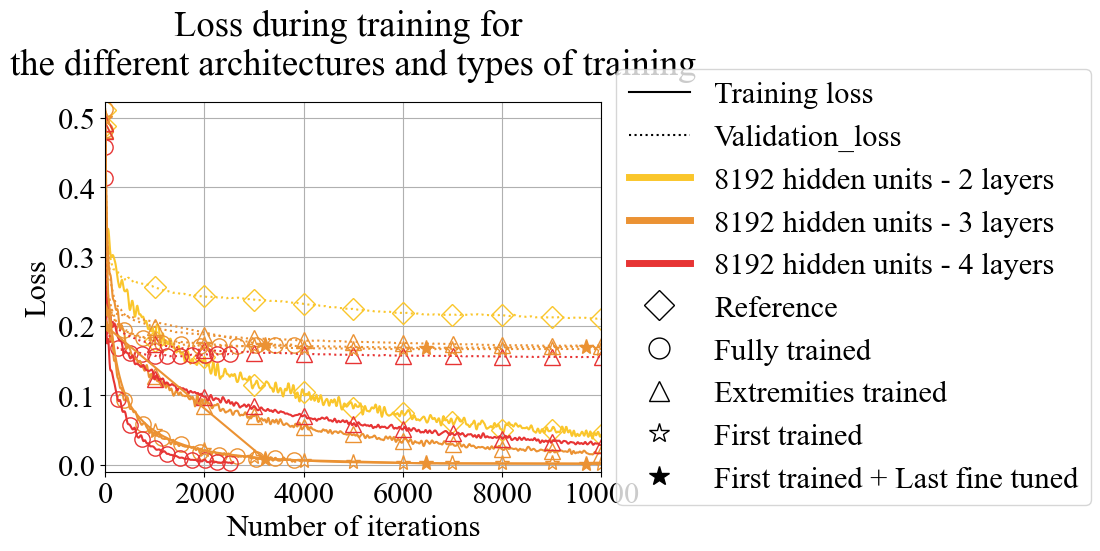 Loss during training for
the different architectures and types of training
Loss
0.5
0.4
0.3
0.2
0.1
0.0
0
2000
4000
6000
8000
10000
Number of iterations
Training loss
Validation_loss
8192 hidden units - 2 layers
8192 hidden units - 3 layers
8192 hidden units - 4 layers
Reference
Fully trained
Extremities trained
First trained
First trained + Last fine tuned